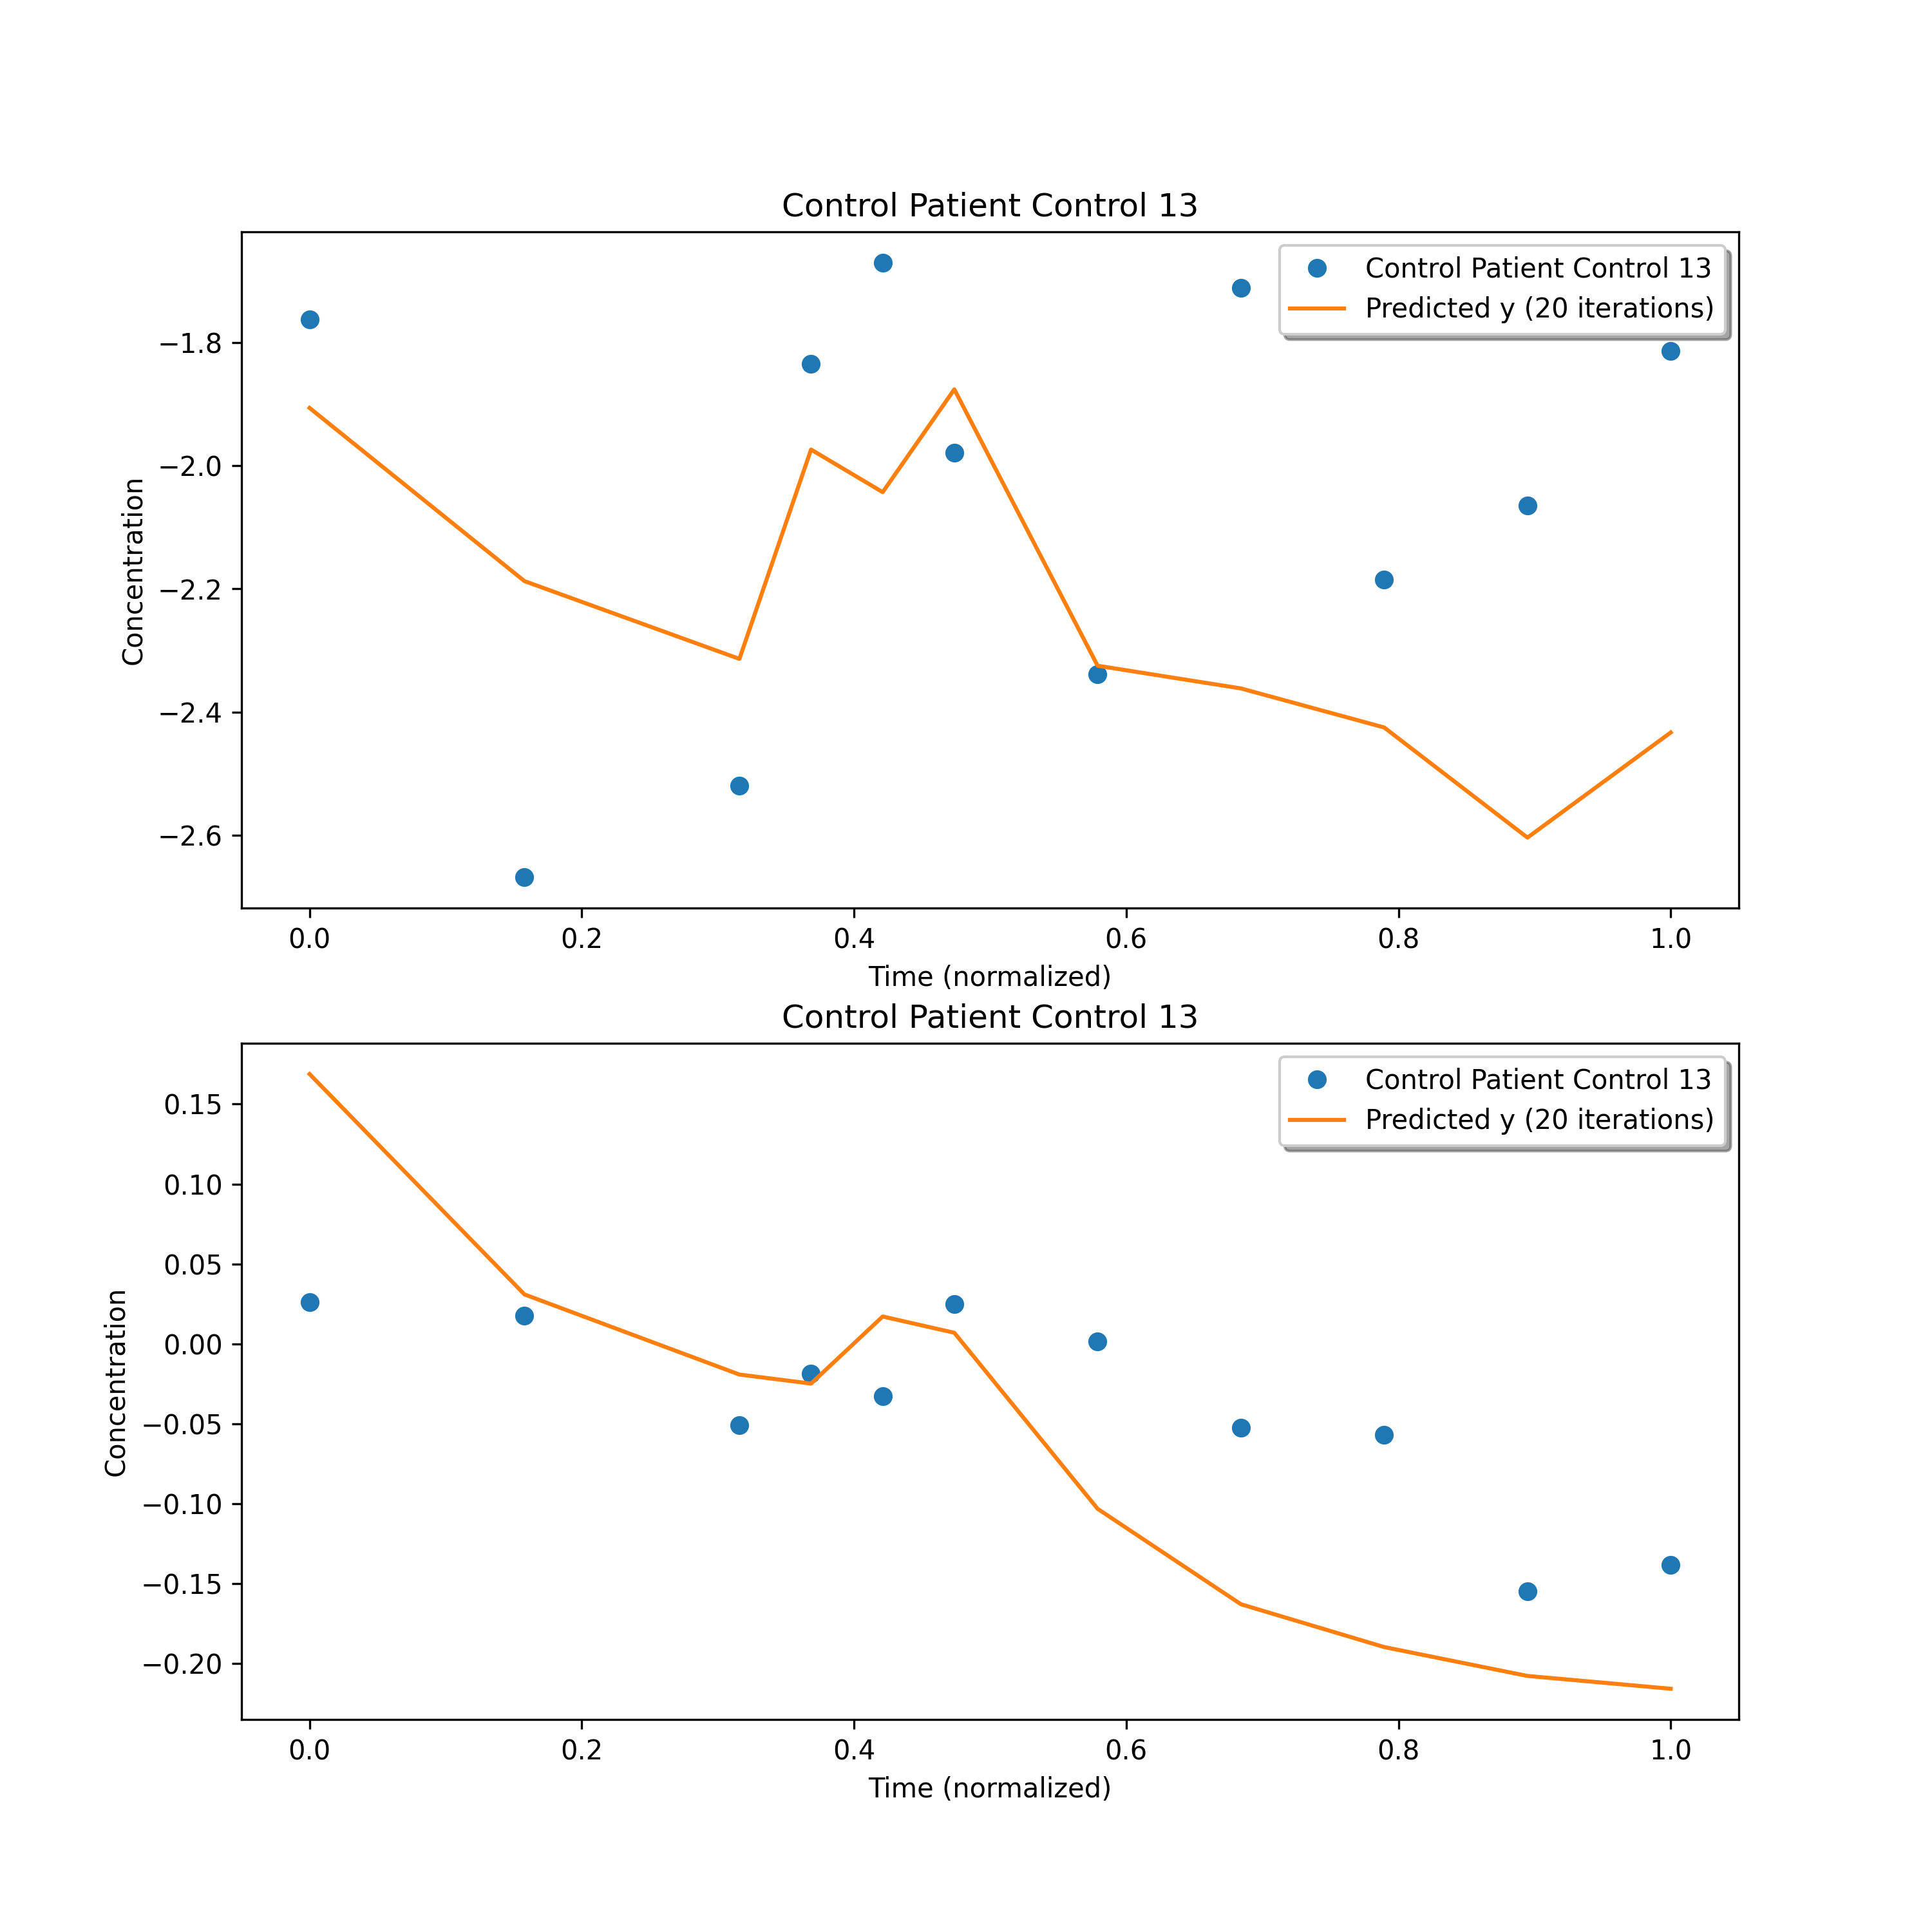 Control Patient Control 13
Control Patient Control 13
Predicted y (20 iterations)
−1.8
−2.0
−2.2
−2.4
−2.6
Concentration
0.0 0.2 0.4 0.6 0.8 1.0
Time (normalized)
Control Patient Control 13
Control Patient Control 13
Predicted y (20 iterations)
0.15
0.10
0.05
0.00
−0.05
−0.10
−0.15
−0.20
Concentration
0.0 0.2 0.4 0.6 0.8 1.0
Time (normalized)